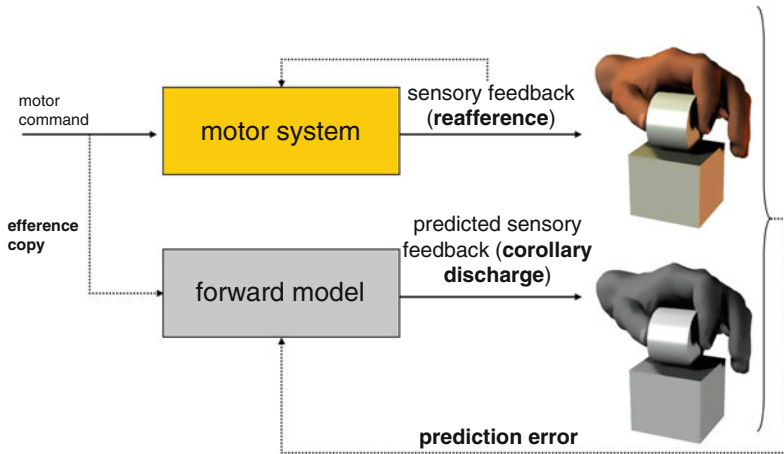 motor
command
motor system
sensory feedback
(reafference)
efference
copy
forward model
predicted sensory
feedback (corollary
discharge)
prediction error